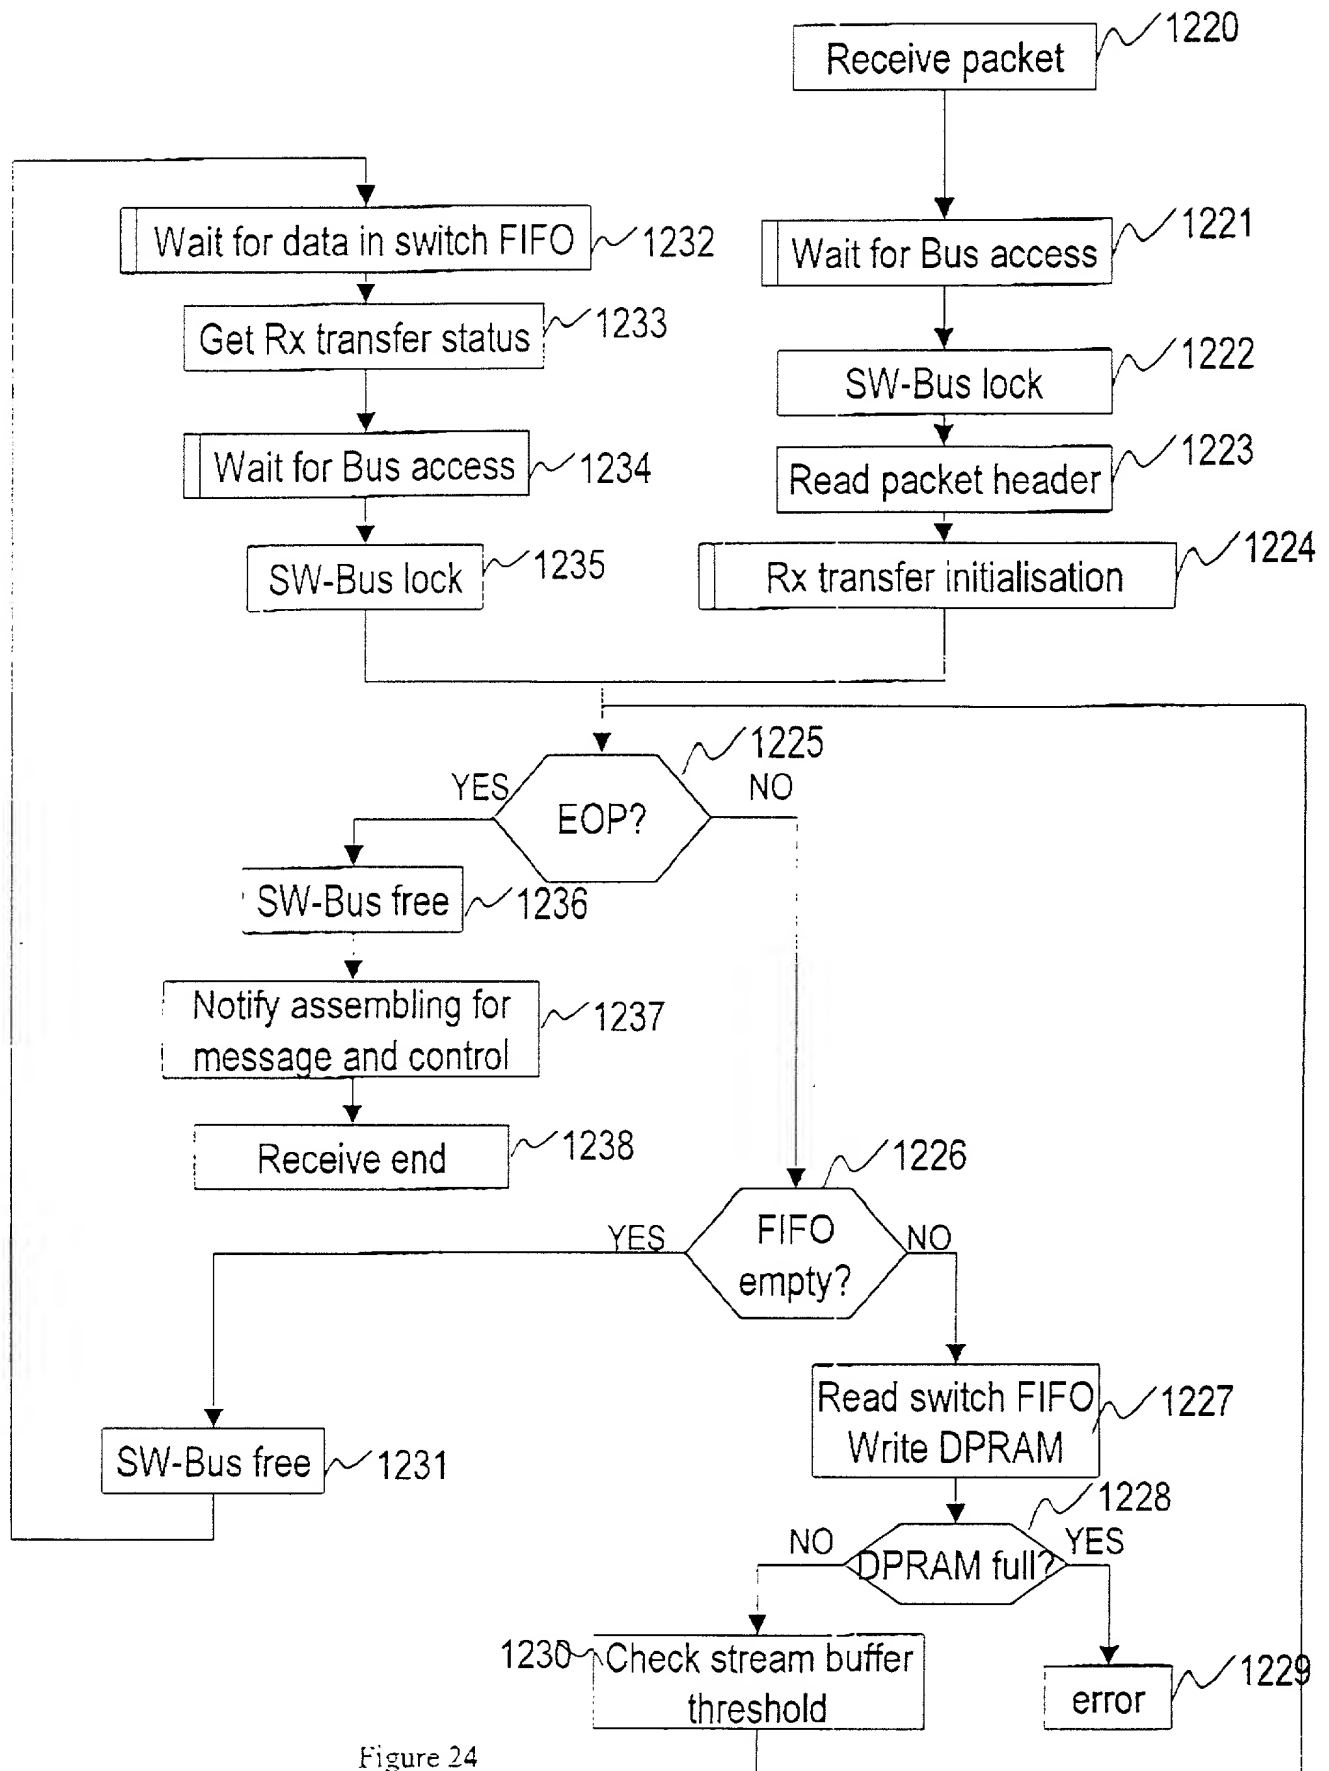 Receive packet
1220
Wait for data in switch FIFO
1232
Wait for Bus access
1221
Get Rx transfer status
1233
SW-Bus lock
1222
Wait for Bus access
1234
Read packet header
1223
SW-Bus lock
1235
Rx transfer initialisation
1224
EOP?
1225
YES
NO
SW-Bus free
1236
Notify assembling for
message and control
1237
Receive end
1238
FIFO
empty?
1226
YES
NO
Read switch FIFO
Write DPRAM
1227
SW-Bus free
1231
DPRAM full?
1228
NO
YES
1230
Check stream buffer
threshold
error
1229
Figure 24